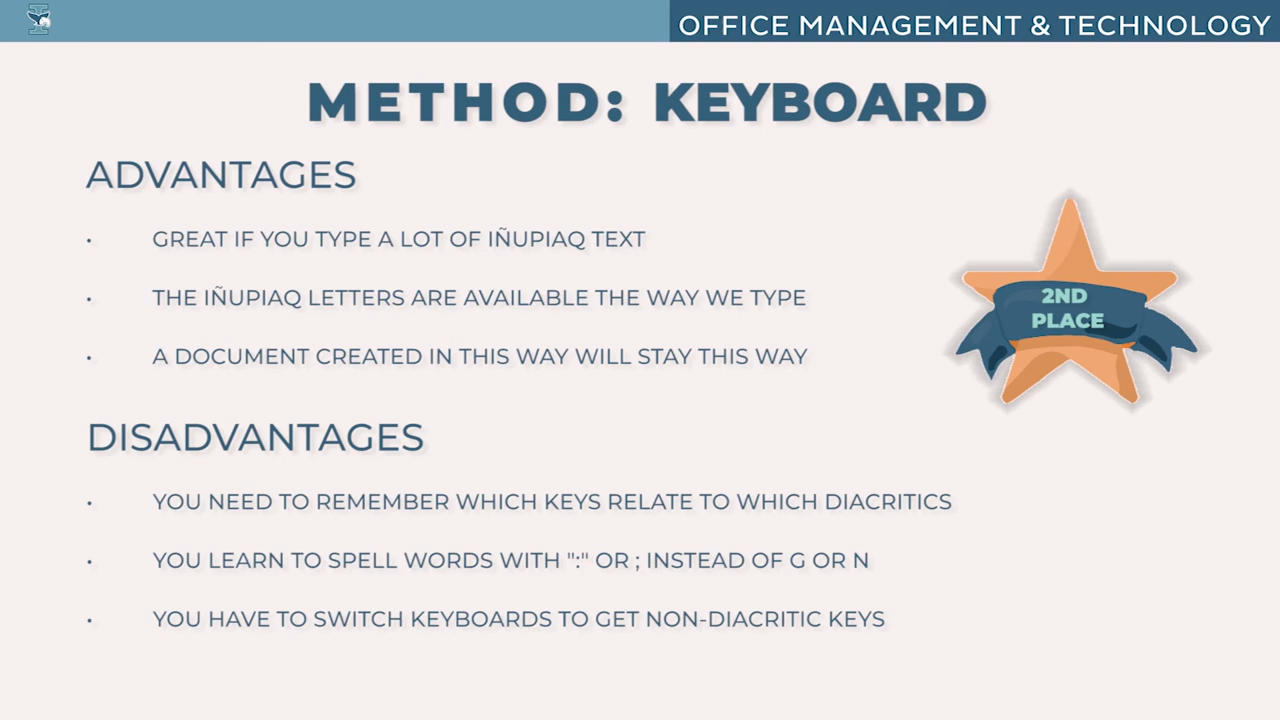 OFFICE MANAGEMENT & TECHNOLOGY
METHOD: KEYBOARD
ADVANTAGES
• GREAT IF YOU TYPE A LOT OF IÑUPIAQ TEXT
• THE IÑUPIAQ LETTERS ARE AVAILABLE THE WAY WE TYPE
• A DOCUMENT CREATED IN THIS WAY WILL STAY THIS WAY
2ND
PLACE
DISADVANTAGES
• YOU NEED TO REMEMBER WHICH KEYS RELATE TO WHICH DIACRITICS
• YOU LEARN TO SPELL WORDS WITH ":" OR ; INSTEAD OF G OR N
• YOU HAVE TO SWITCH KEYBOARDS TO GET NON-DIACRITIC KEYS